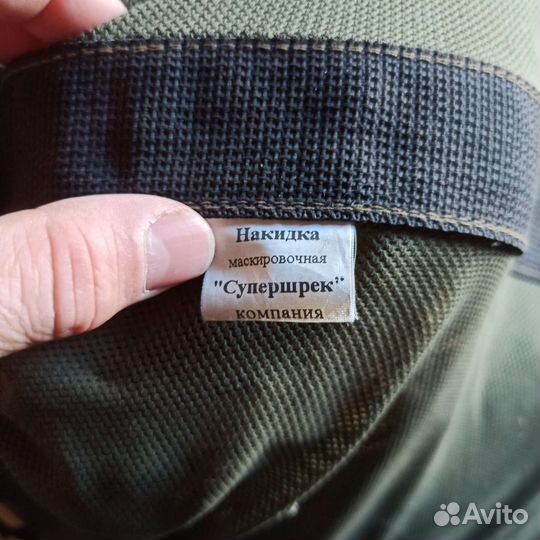 Накидка
маскировочная
"Супершрек"
компания
Avito